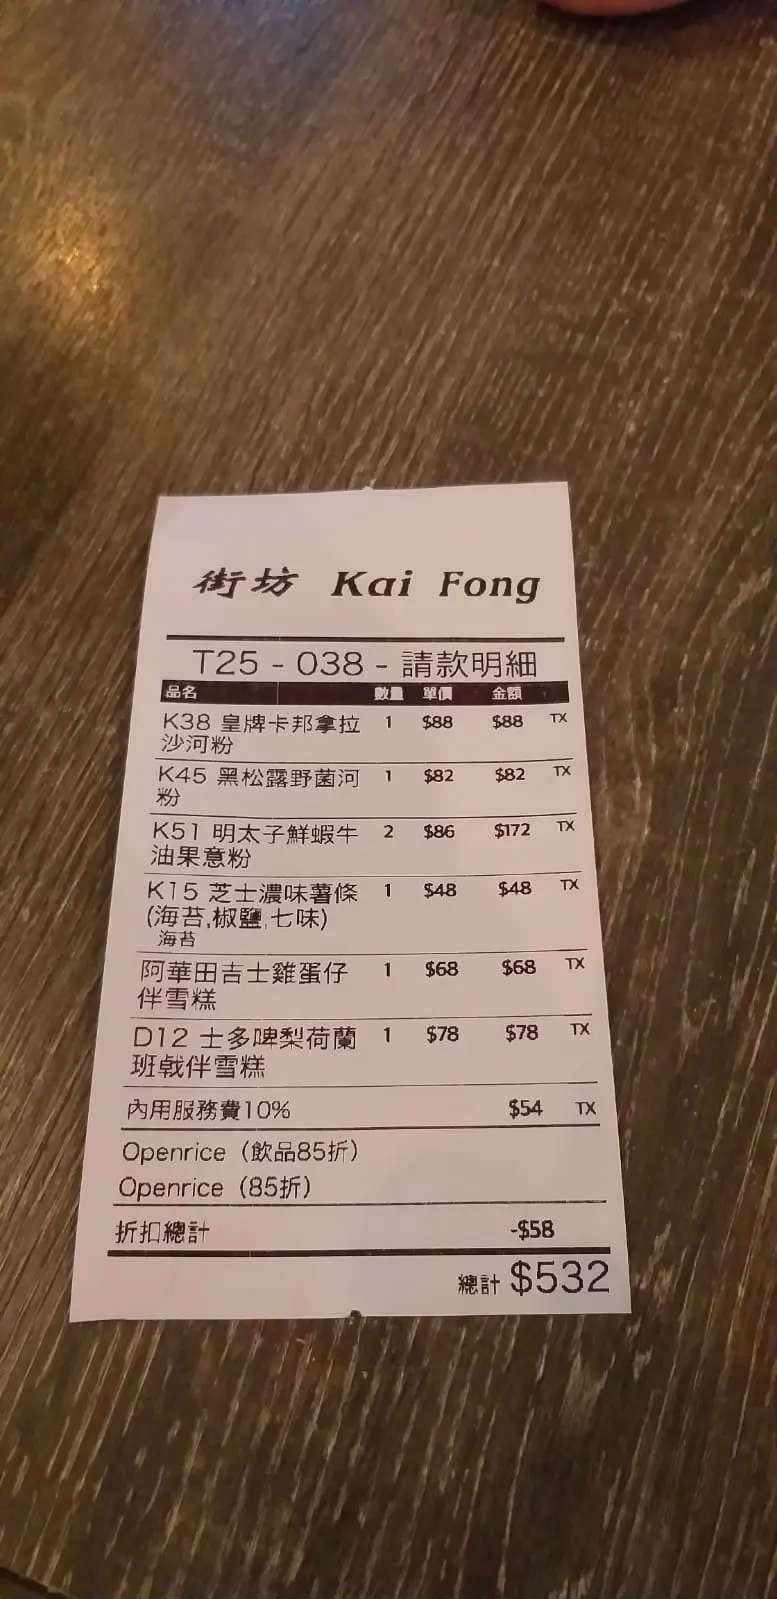 街坊 Kai Fong
T25 - 038 - 請款明細
品名 數量 單價 金額
K38 皇牌卡邦拿拉 1 $88 $88 TX
沙河粉
K45 黑松露野菌河 1 $82 $82 TX
粉
K51 明太子鮮蝦牛 2 $86 $172 TX
油果意粉
K15 芝士濃味薯條 1 $48 $48 TX
(海苔,椒鹽,七味)
海苔
阿華田吉士雞蛋仔 1 $68 $68 TX
伴雪糕
D12 士多啤梨荷蘭 1 $78 $78 TX
班戟伴雪糕
內用服務費10% $54 TX
Openrice（飲品85折）
Openrice（85折）
折扣總計 -$58
總計 $532